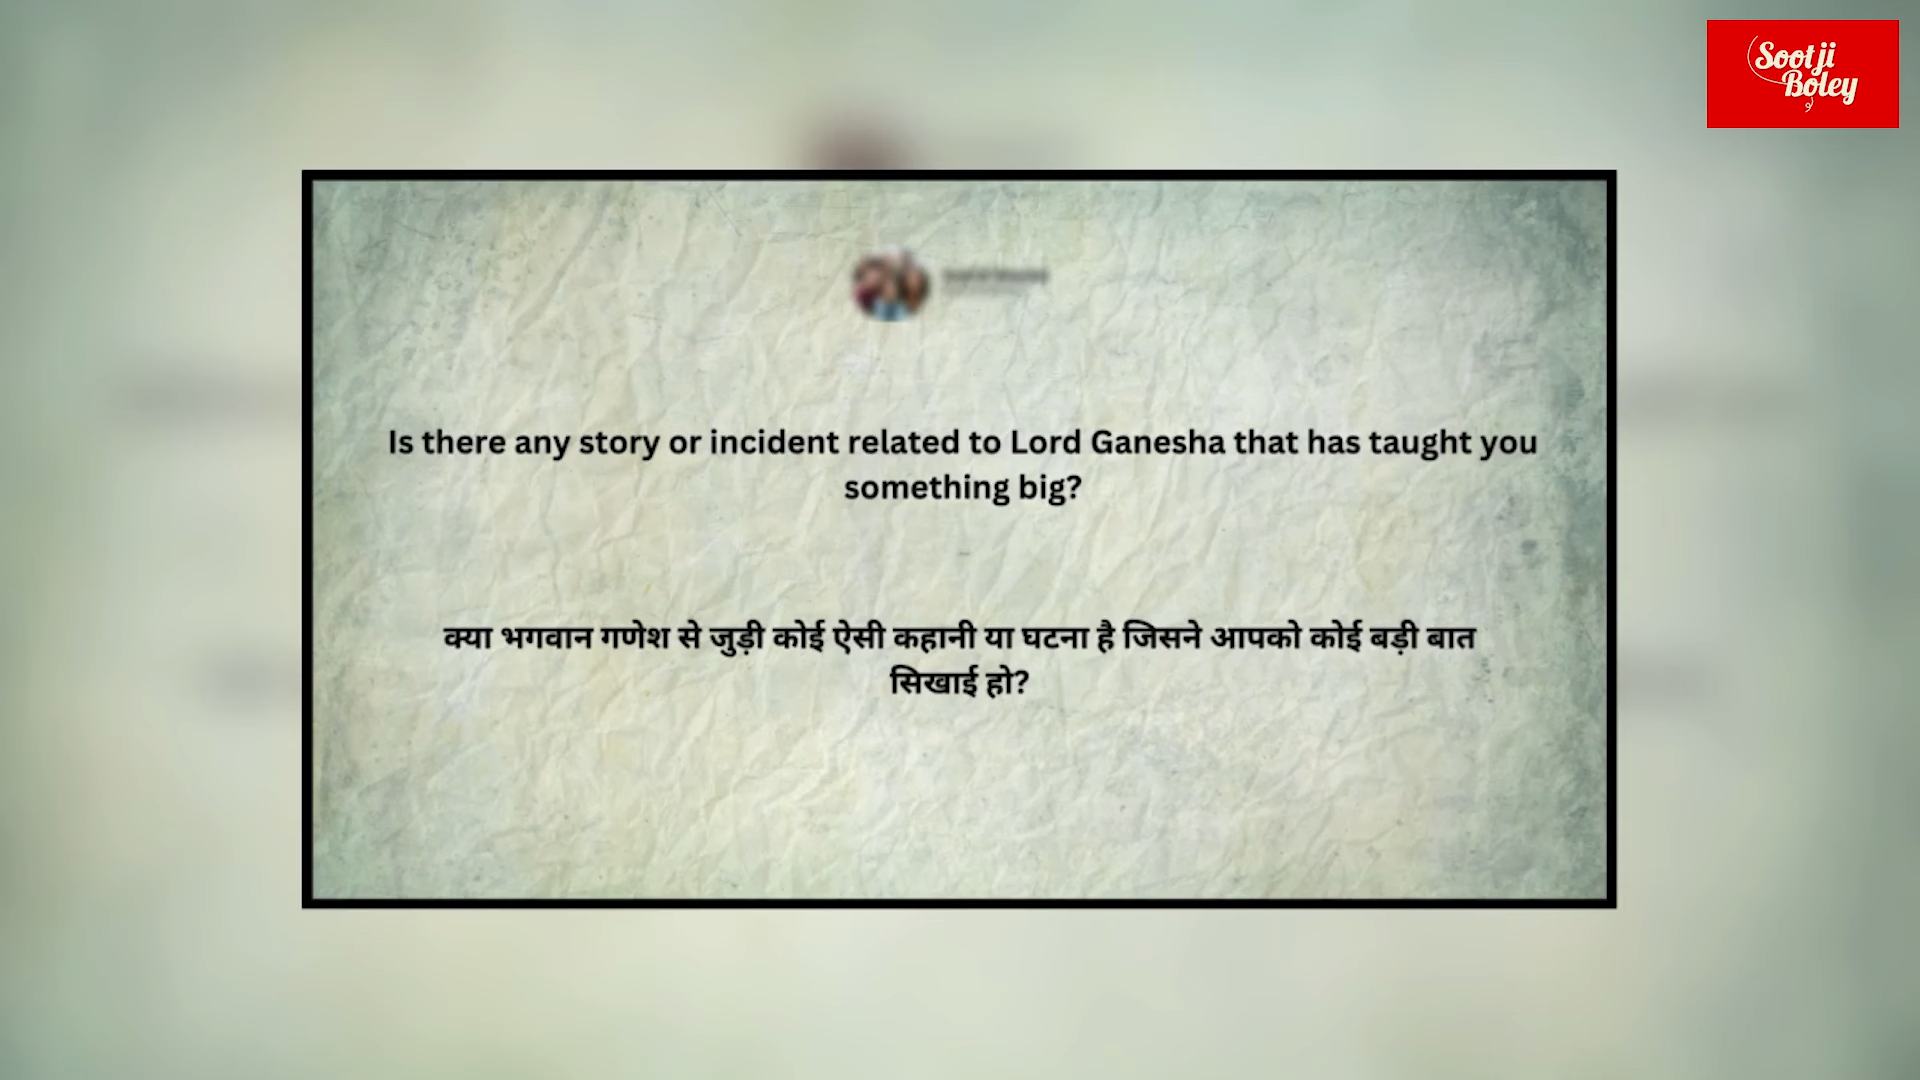 Sootji
Boley
Is there any story or incident related to Lord Ganesha that has taught you
something big?
क्या भगवान गणेश से जुड़ी कोई ऐसी कहानी या घटना है जिसने आपको कोई बड़ी बात
सिखाई हो?